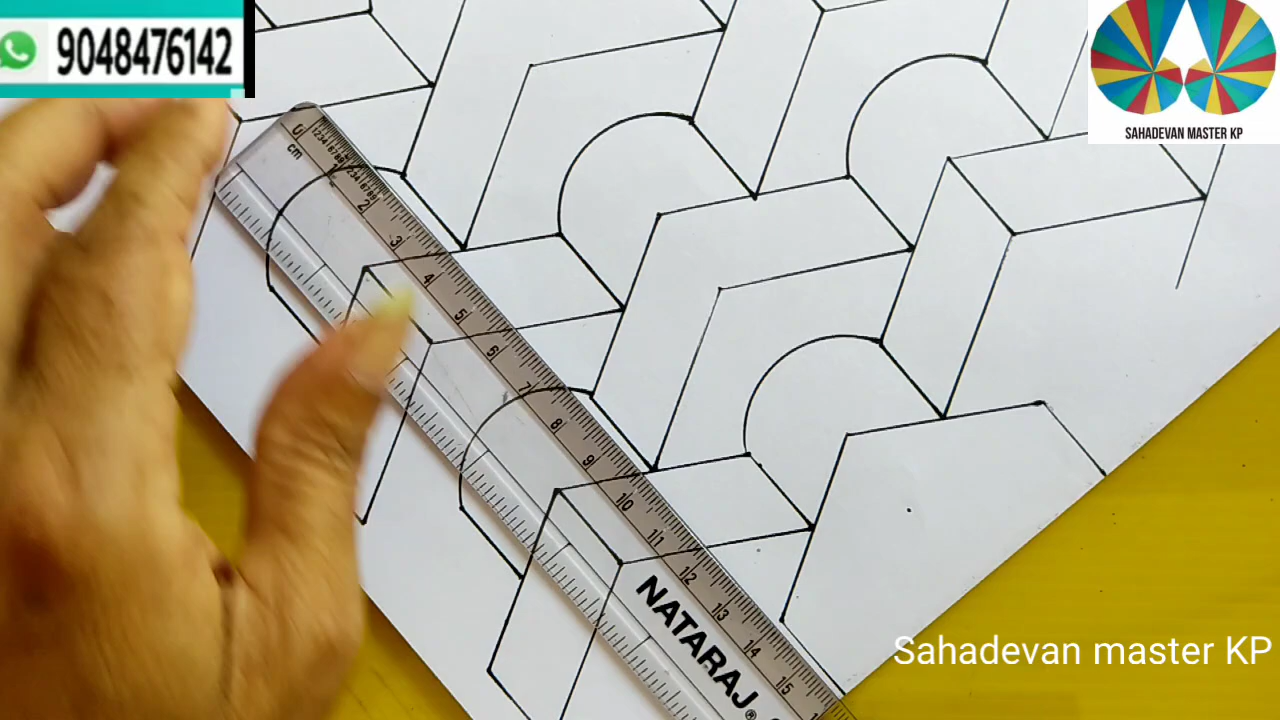 9048476142
SAHADEVAN MASTER KP
0 1 2 3 4 5 6 7 8 9 10 11 12 13 14 15
cm
NATARAJ®
Sahadevan master KP